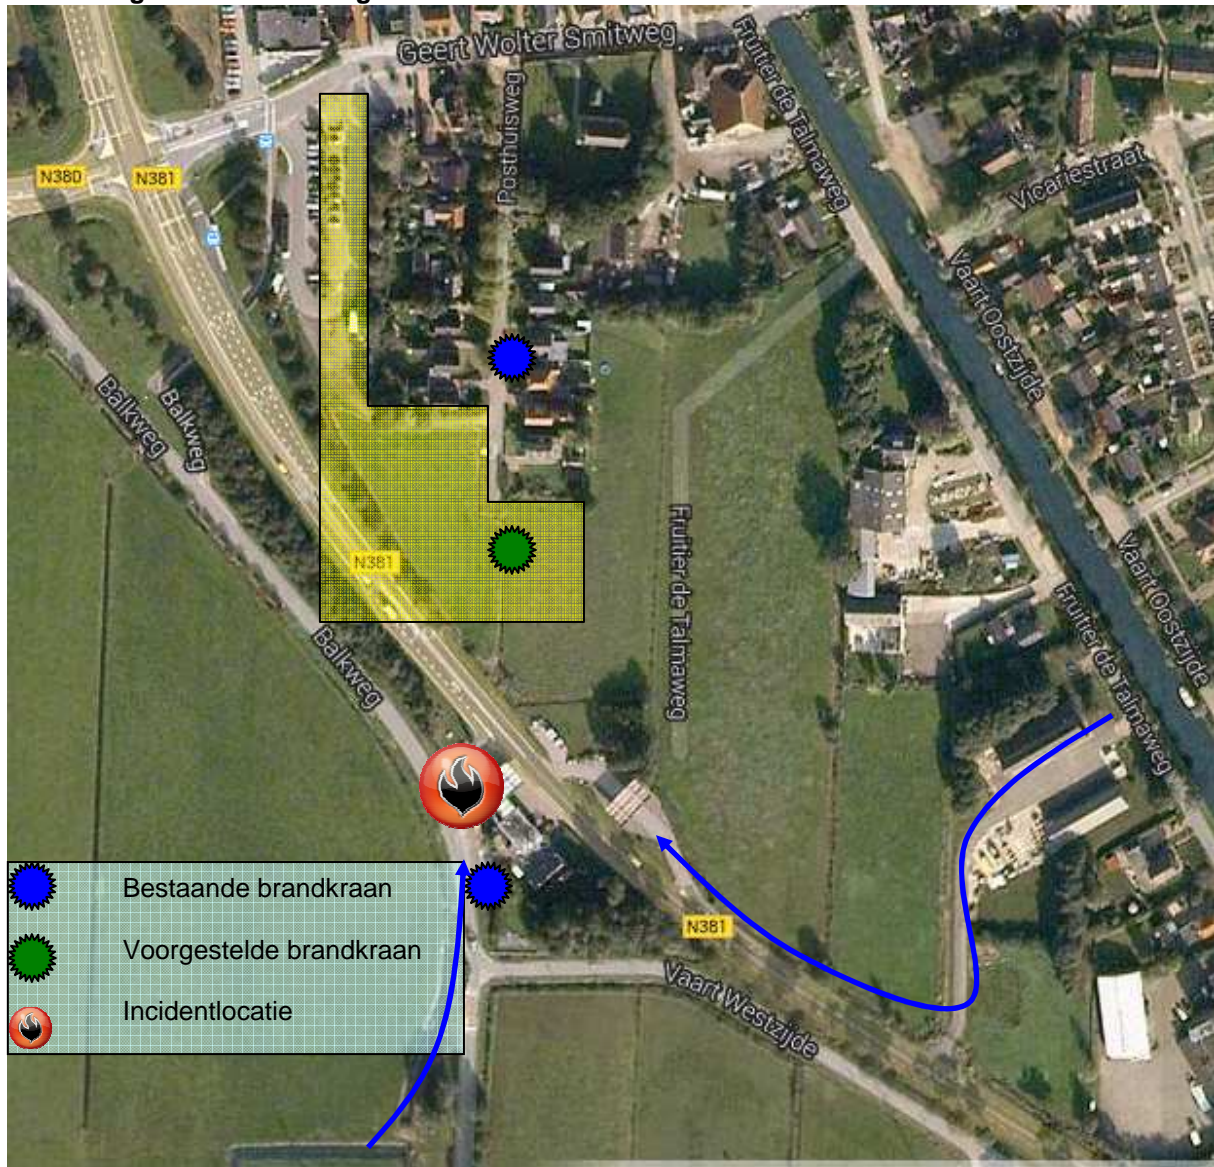 Geert Wolter Smitweg
Fruitier de Talmaweg
Posthuisweg
Vicariestraat
N380
N381
Vaart Oostzijde
Balkweg
Balkweg
Fruitier de Talmaweg
N381
Vaart Oostzijde
Fruitier de Talmaweg
Balkweg
N381
Vaart Westzijde
Bestaande brandkraan
Voorgestelde brandkraan
Incidentlocatie